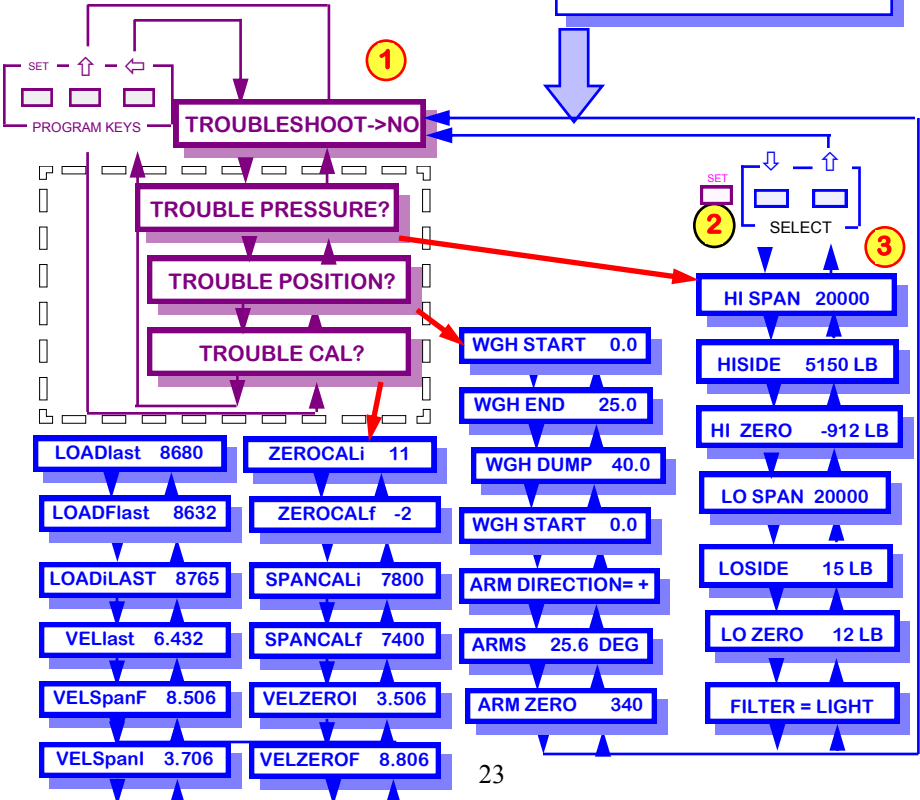 1
SET
PROGRAM KEYS
TROUBLESHOOT->NO
TROUBLE PRESSURE?
TROUBLE POSITION?
TROUBLE CAL?
SET
2
SELECT
3
HI SPAN 20000
HISIDE 5150 LB
HI ZERO -912 LB
LO SPAN 20000
LOSIDE 15 LB
LO ZERO 12 LB
FILTER = LIGHT
WGH START 0.0
WGH END 25.0
WGH DUMP 40.0
WGH START 0.0
ARM DIRECTION= +
ARMS 25.6 DEG
ARM ZERO 340
ZEROCALi 11
ZEROCALf -2
SPANCALi 7800
SPANCALf 7400
VELZEROI 3.506
VELZEROF 8.806
LOADlast 8680
LOADFlast 8632
LOADiLAST 8765
VELlast 6.432
VELSpanF 8.506
VELSpanI 3.706
23